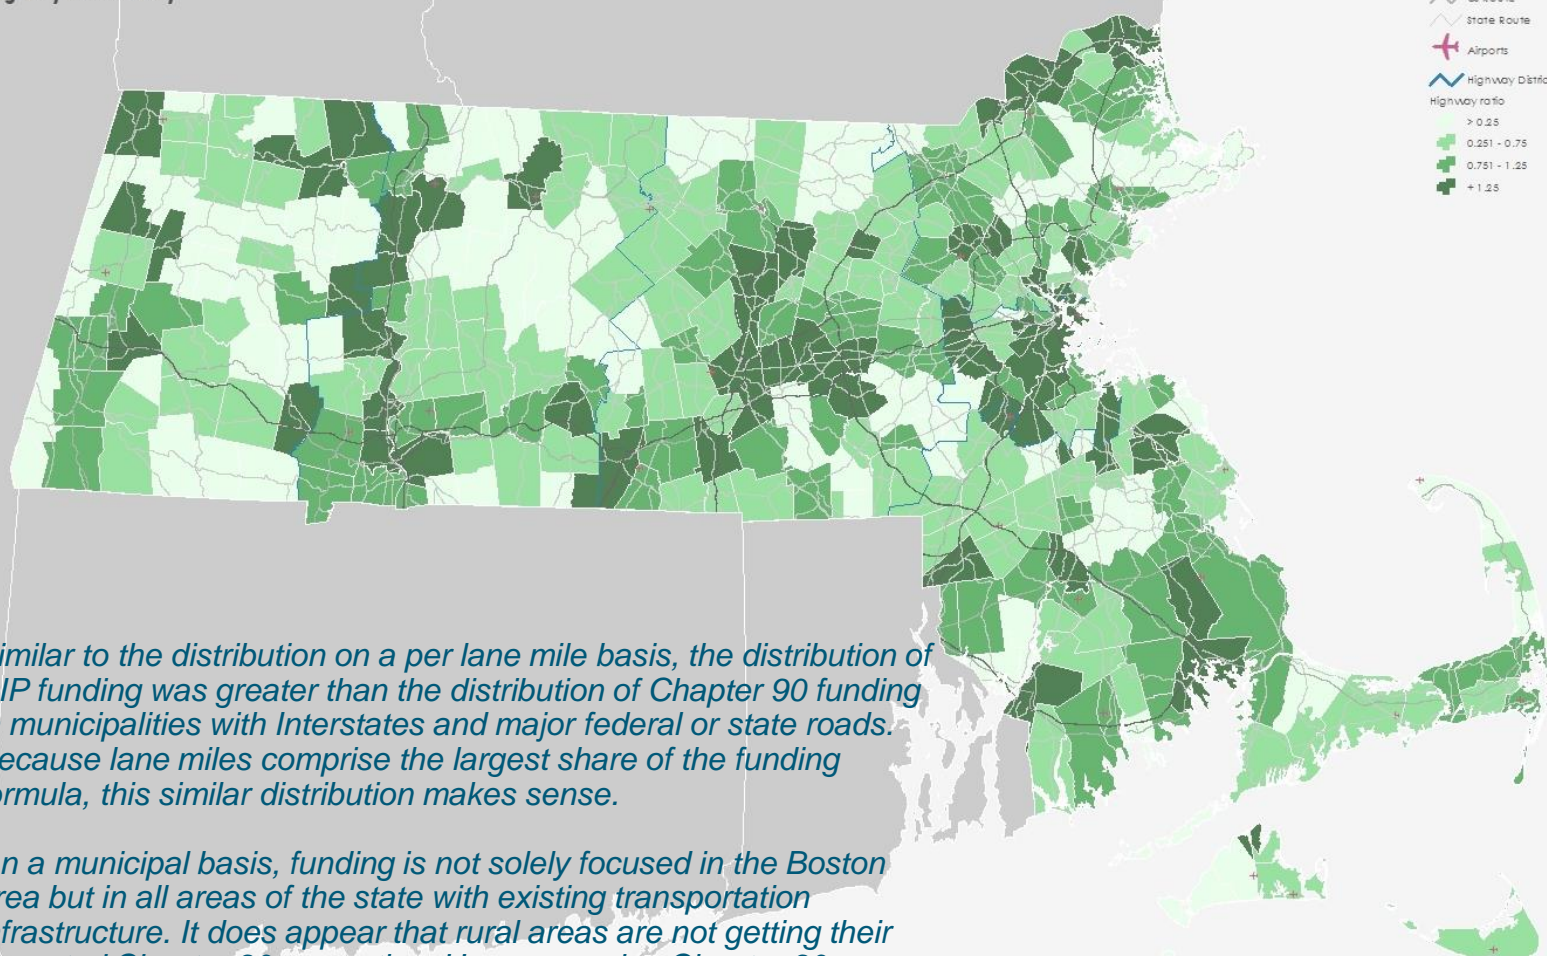 State Route
Airports
Highway Distric
Highway ratio
> 0.25
0.251 - 0.75
0.751 - 1.25
+ 1.25
imilar to the distribution on a per lane mile basis, the distribution of
IP funding was greater than the distribution of Chapter 90 funding
municipalities with Interstates and major federal or state roads.
ecause lane miles comprise the largest share of the funding
ormula, this similar distribution makes sense.
n a municipal basis, funding is not solely focused in the Boston
rea but in all areas of the state with existing transportation
frastructure. It does appear that rural areas are not getting their